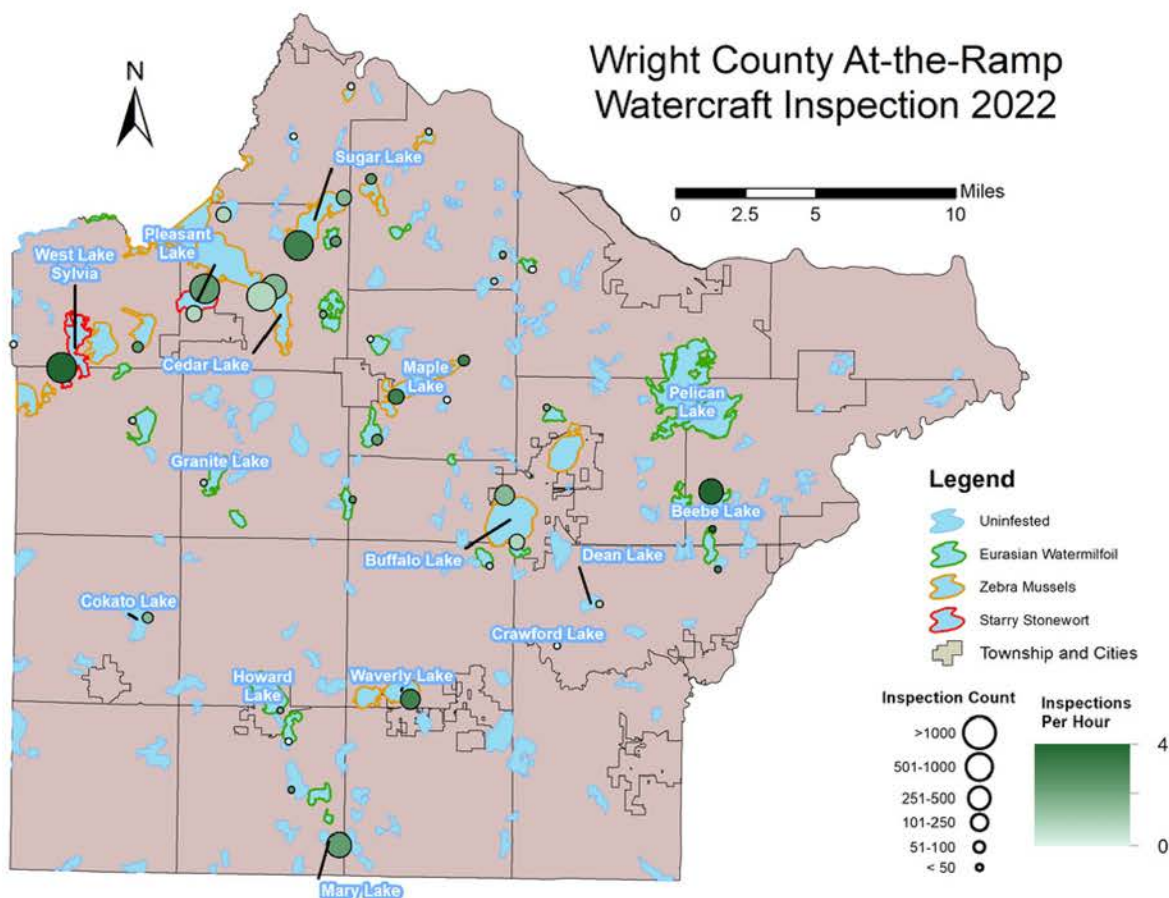 Wright County At-the-Ramp
Watercraft Inspection 2022
N
Miles
0 2.5 5 10
Sugar Lake
Pleasant
Lake
West Lake
Sylvia
Cedar Lake
Maple
Lake
Pelican
Lake
Granite Lake
Beebe Lake
Buffalo Lake
Dean Lake
Cokato Lake
Crawford Lake
Howard
Lake
Waverly Lake
Mary Lake
Legend
Uninfested
Eurasian Watermilfoil
Zebra Mussels
Starry Stonewort
Township and Cities
Inspection Count
>1000
501-1000
251-500
101-250
51-100
< 50
Inspections
Per Hour
4
0